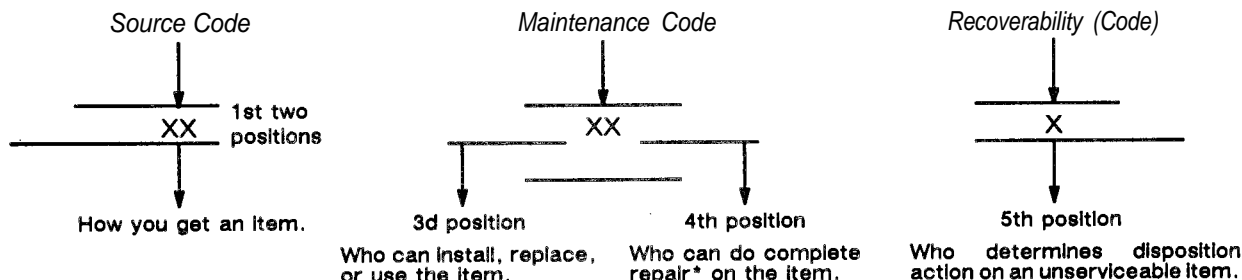 Source Code
XX
1st two
positions
How you get an item.
Maintenance Code
XX
3d position
Who can install, replace,
or use the item.
4th position
Who can do complete
repair* on the item.
Recoverability (Code)
X
5th position
Who determines disposition
action on an unserviceable item.